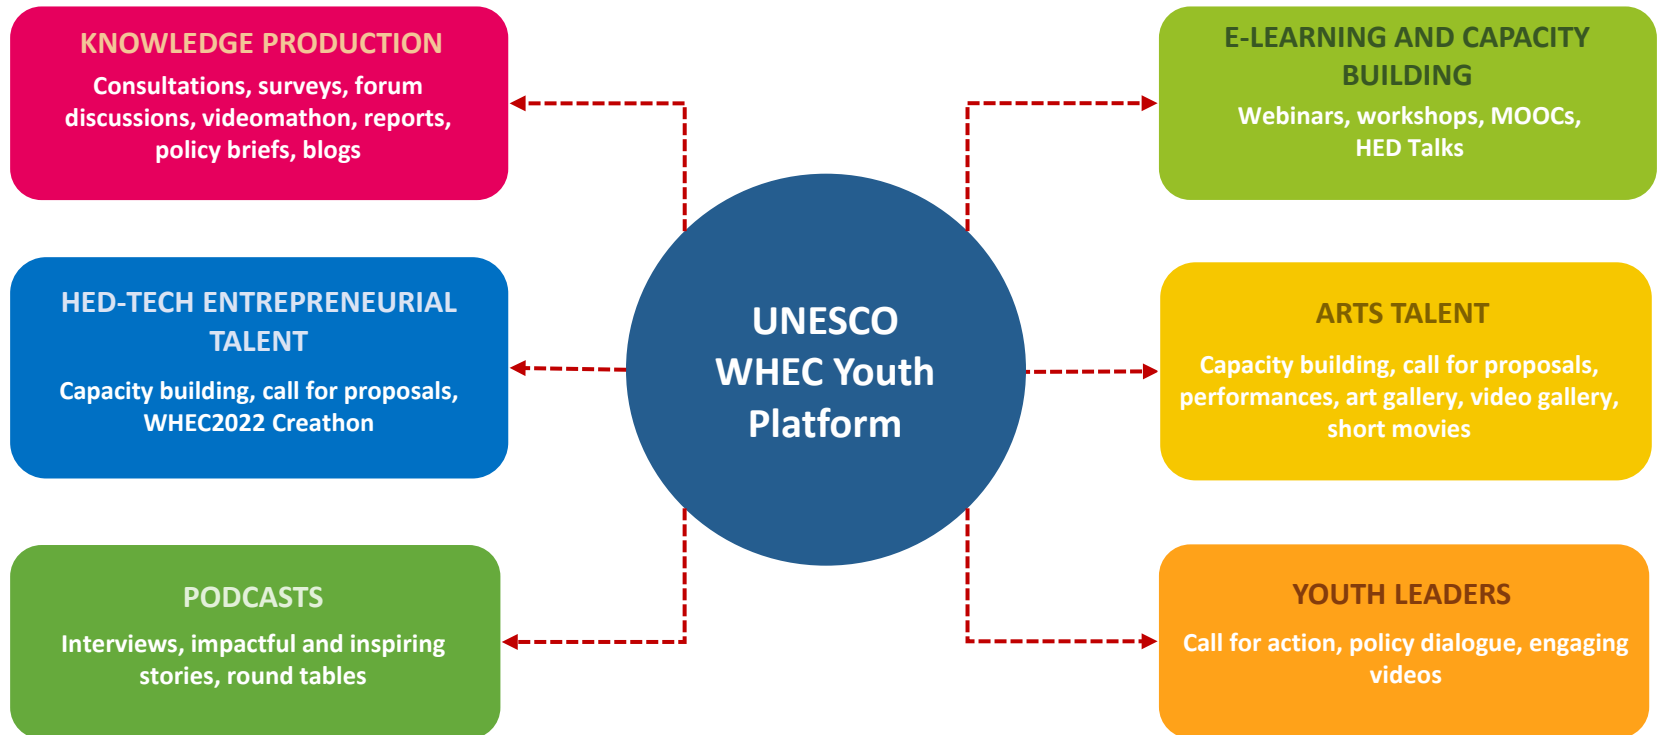 KNOWLEDGE PRODUCTION
Consultations, surveys, forum
discussions, videomathon, reports,
policy briefs, blogs
HED-TECH ENTREPRENEURIAL
TALENT
Capacity building, call for proposals,
WHEC2022 Creathon
PODCASTS
Interviews, impactful and inspiring
stories, round tables
UNESCO
WHEC Youth
Platform
E-LEARNING AND CAPACITY
BUILDING
Webinars, workshops, MOOCs,
HED Talks
ARTS TALENT
Capacity building, call for proposals,
performances, art gallery, video gallery,
short movies
YOUTH LEADERS
Call for action, policy dialogue, engaging
videos